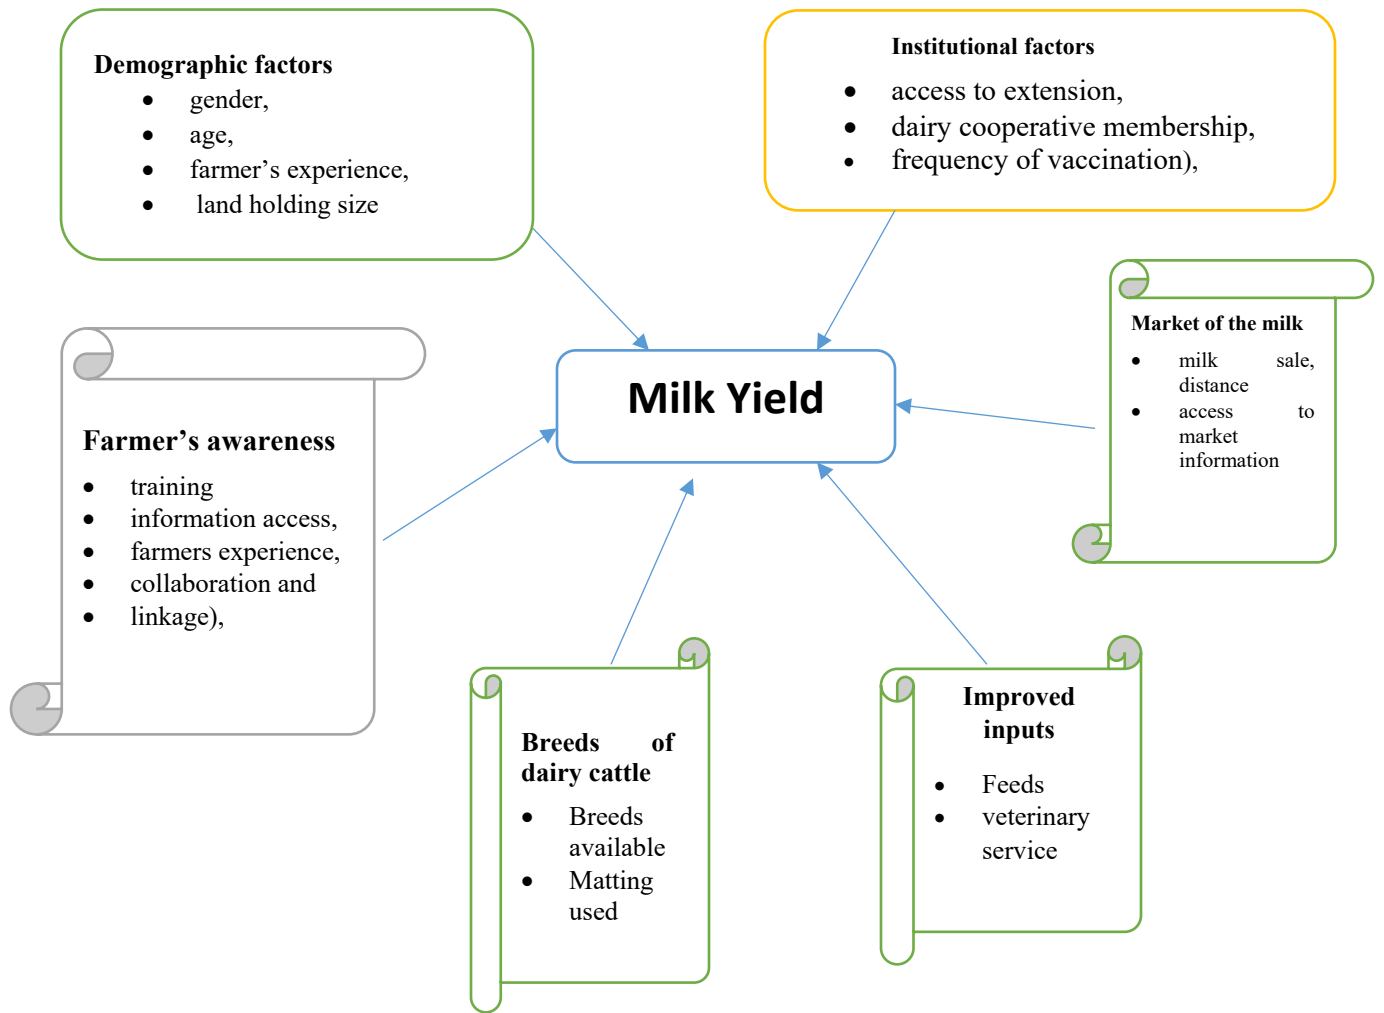 Demographic factors
• gender,
• age,
• farmer’s experience,
• land holding size
Institutional factors
• access to extension,
• dairy cooperative membership,
• frequency of vaccination),
Market of the milk
• milk sale,
distance
• access to
market
information
Milk Yield
Farmer’s awareness
• training
• information access,
• farmers experience,
• collaboration and
• linkage),
Breeds of
dairy cattle
• Breeds
available
• Matting
used
Improved
inputs
• Feeds
• veterinary
service